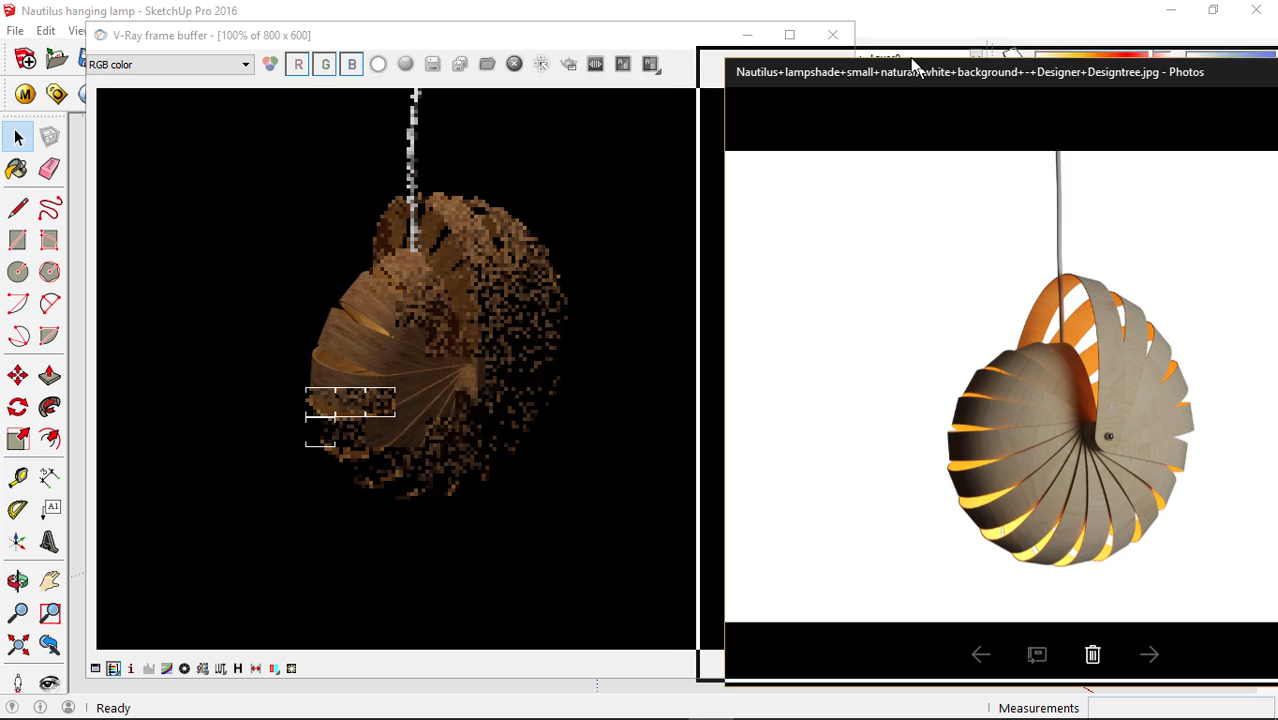 Nautilus hanging lamp - SketchUp Pro 2016
File Edit
V-Ray frame buffer - [100% of 800 x 600]
RGB color
R G B
Nautilus+lampshade+small+natural+white+background+-+Designer+Designtree.jpg - Photos
M
A1
i
H
Ready
Measurements